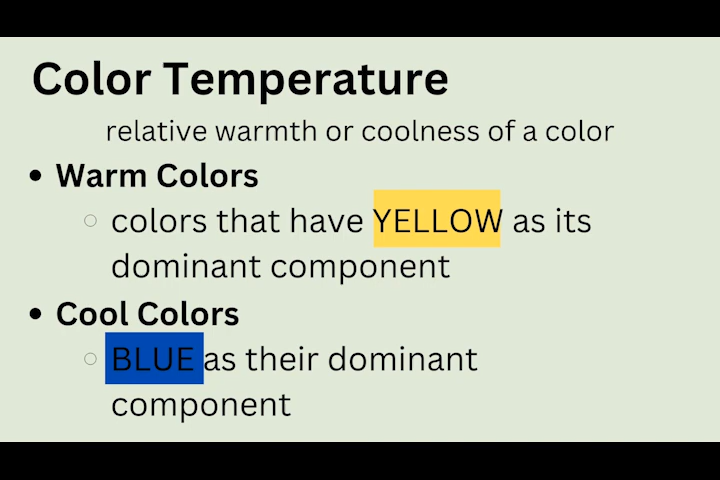 Color Temperature
relative warmth or coolness of a color
• Warm Colors
○ colors that have YELLOW as its
dominant component
• Cool Colors
○ BLUE as their dominant
component